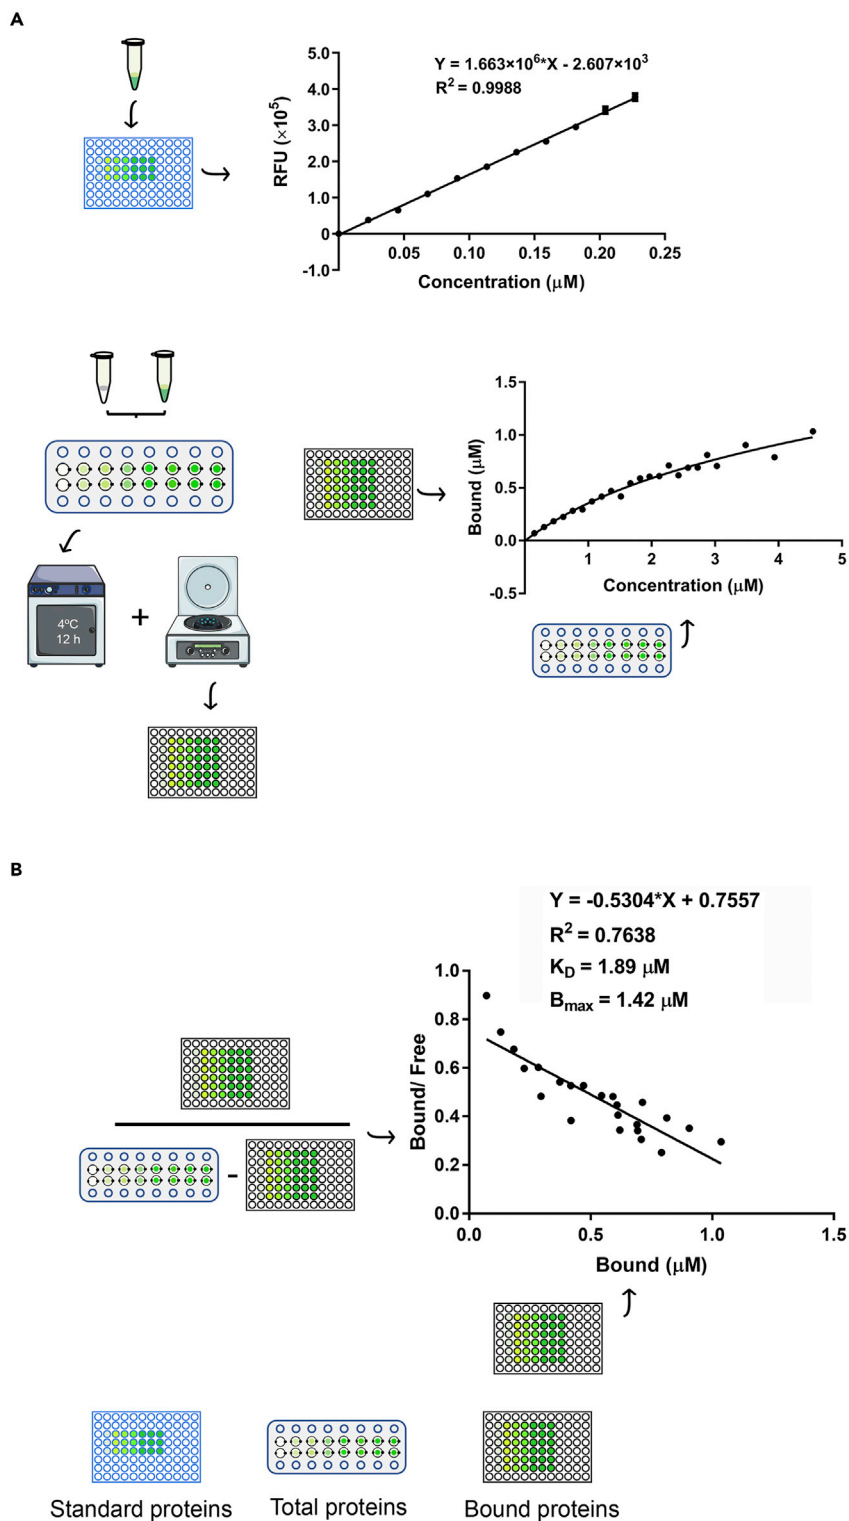 A
Y = 1.663×10⁶*X - 2.607×10³
R² = 0.9988
RFU (×10⁵)
5.0
4.0
3.0
2.0
1.0
0
-1.0
0.05
0.10
0.15
0.20
0.25
Concentration (μM)
4ºC
12 h
+
Bound (μM)
1.5
1.0
0.5
0.0
-0.5
1
2
3
4
5
Concentration (μM)
B
Y = -0.5304*X + 0.7557
R² = 0.7638
K_D = 1.89 μM
B_max = 1.42 μM
Bound/ Free
1.0
0.8
0.6
0.4
0.2
0.0
0.0
0.5
1.0
1.5
Bound (μM)
-
Standard proteins
Total proteins
Bound proteins